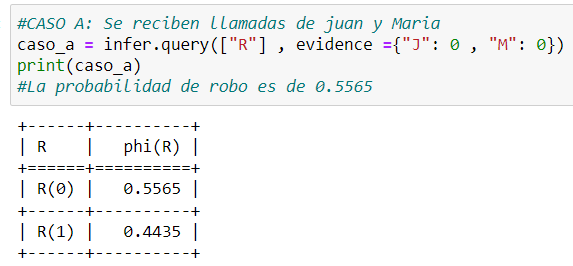 #CASO A: Se reciben llamadas de juan y Maria
caso_a = infer.query(["R"] , evidence ={"J": 0 , "M": 0})
print(caso_a)
#La probabilidad de robo es de 0.5565
+------+----------+
| R    |   phi(R) |
+======+==========+
| R(0) |   0.5565 |
+------+----------+
| R(1) |   0.4435 |
+------+----------+